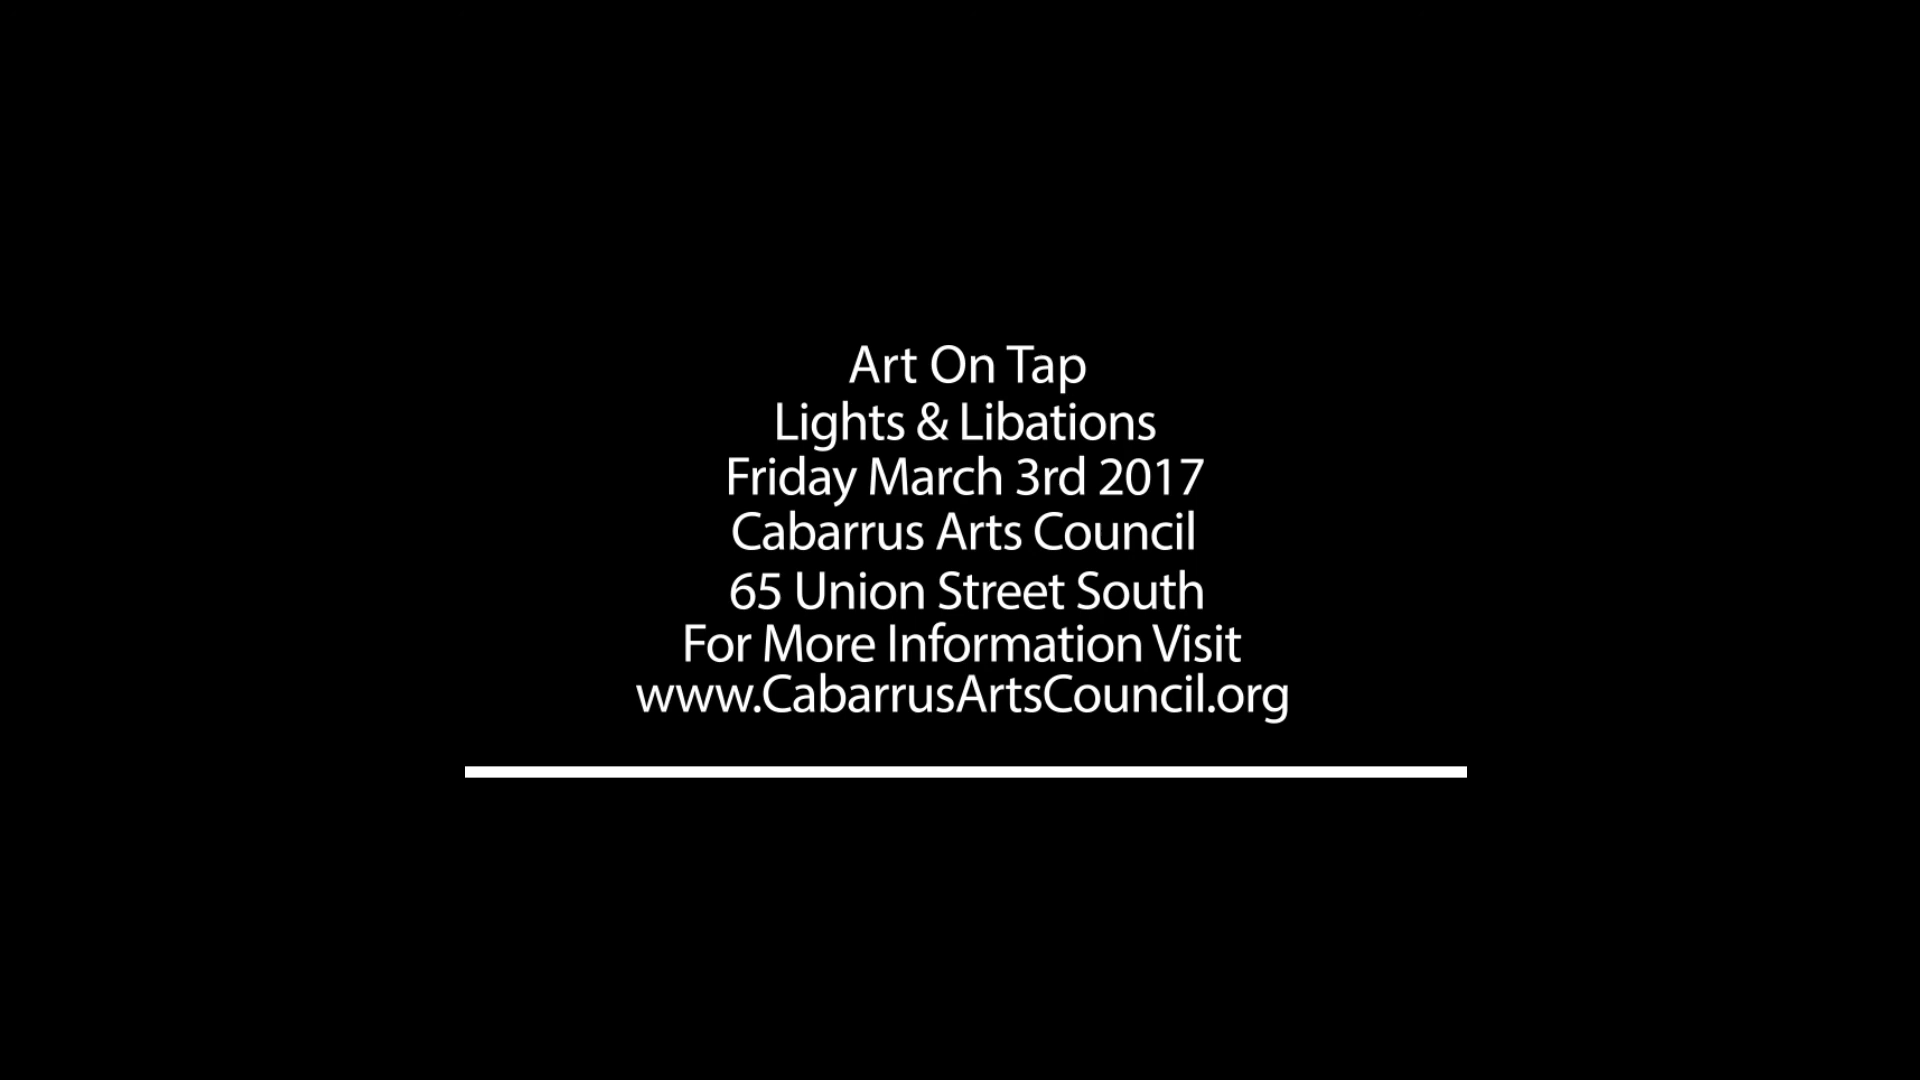 Art On Tap
Lights & Libations
Friday March 3rd 2017
Cabarrus Arts Council
65 Union Street South
For More Information Visit
www.CabarrusArtsCouncil.org